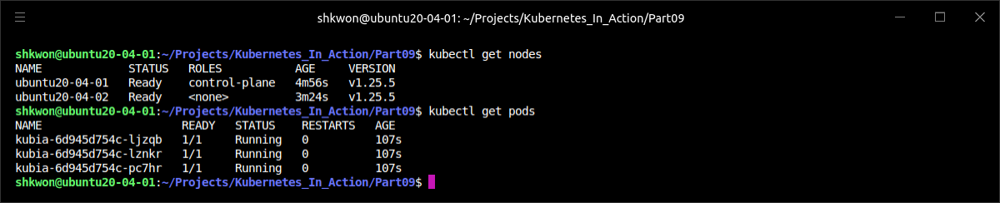 shkwon@ubuntu20-04-01: ~/Projects/Kubernetes_In_Action/Part09
shkwon@ubuntu20-04-01:~/Projects/Kubernetes_In_Action/Part09$ kubectl get nodes
NAME             STATUS   ROLES           AGE     VERSION
ubuntu20-04-01   Ready    control-plane   4m56s   v1.25.5
ubuntu20-04-02   Ready    <none>          3m24s   v1.25.5
shkwon@ubuntu20-04-01:~/Projects/Kubernetes_In_Action/Part09$ kubectl get pods
NAME                     READY   STATUS    RESTARTS   AGE
kubia-6d945d754c-ljzqb   1/1     Running   0          107s
kubia-6d945d754c-lznkr   1/1     Running   0          107s
kubia-6d945d754c-pc7hr   1/1     Running   0          107s
shkwon@ubuntu20-04-01:~/Projects/Kubernetes_In_Action/Part09$